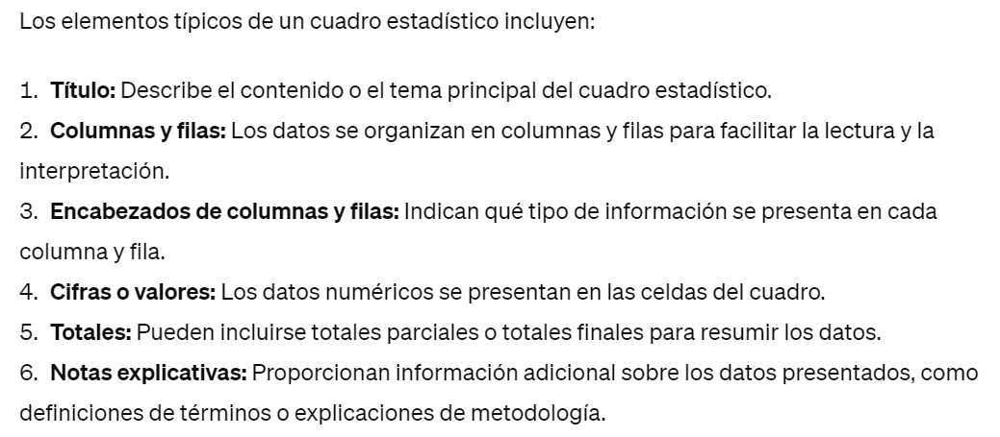 Los elementos típicos de un cuadro estadístico incluyen:
1. Título: Describe el contenido o el tema principal del cuadro estadístico.
2. Columnas y filas: Los datos se organizan en columnas y filas para facilitar la lectura y la
interpretación.
3. Encabezados de columnas y filas: Indican qué tipo de información se presenta en cada
columna y fila.
4. Cifras o valores: Los datos numéricos se presentan en las celdas del cuadro.
5. Totales: Pueden incluirse totales parciales o totales finales para resumir los datos.
6. Notas explicativas: Proporcionan información adicional sobre los datos presentados, como
definiciones de términos o explicaciones de metodología.